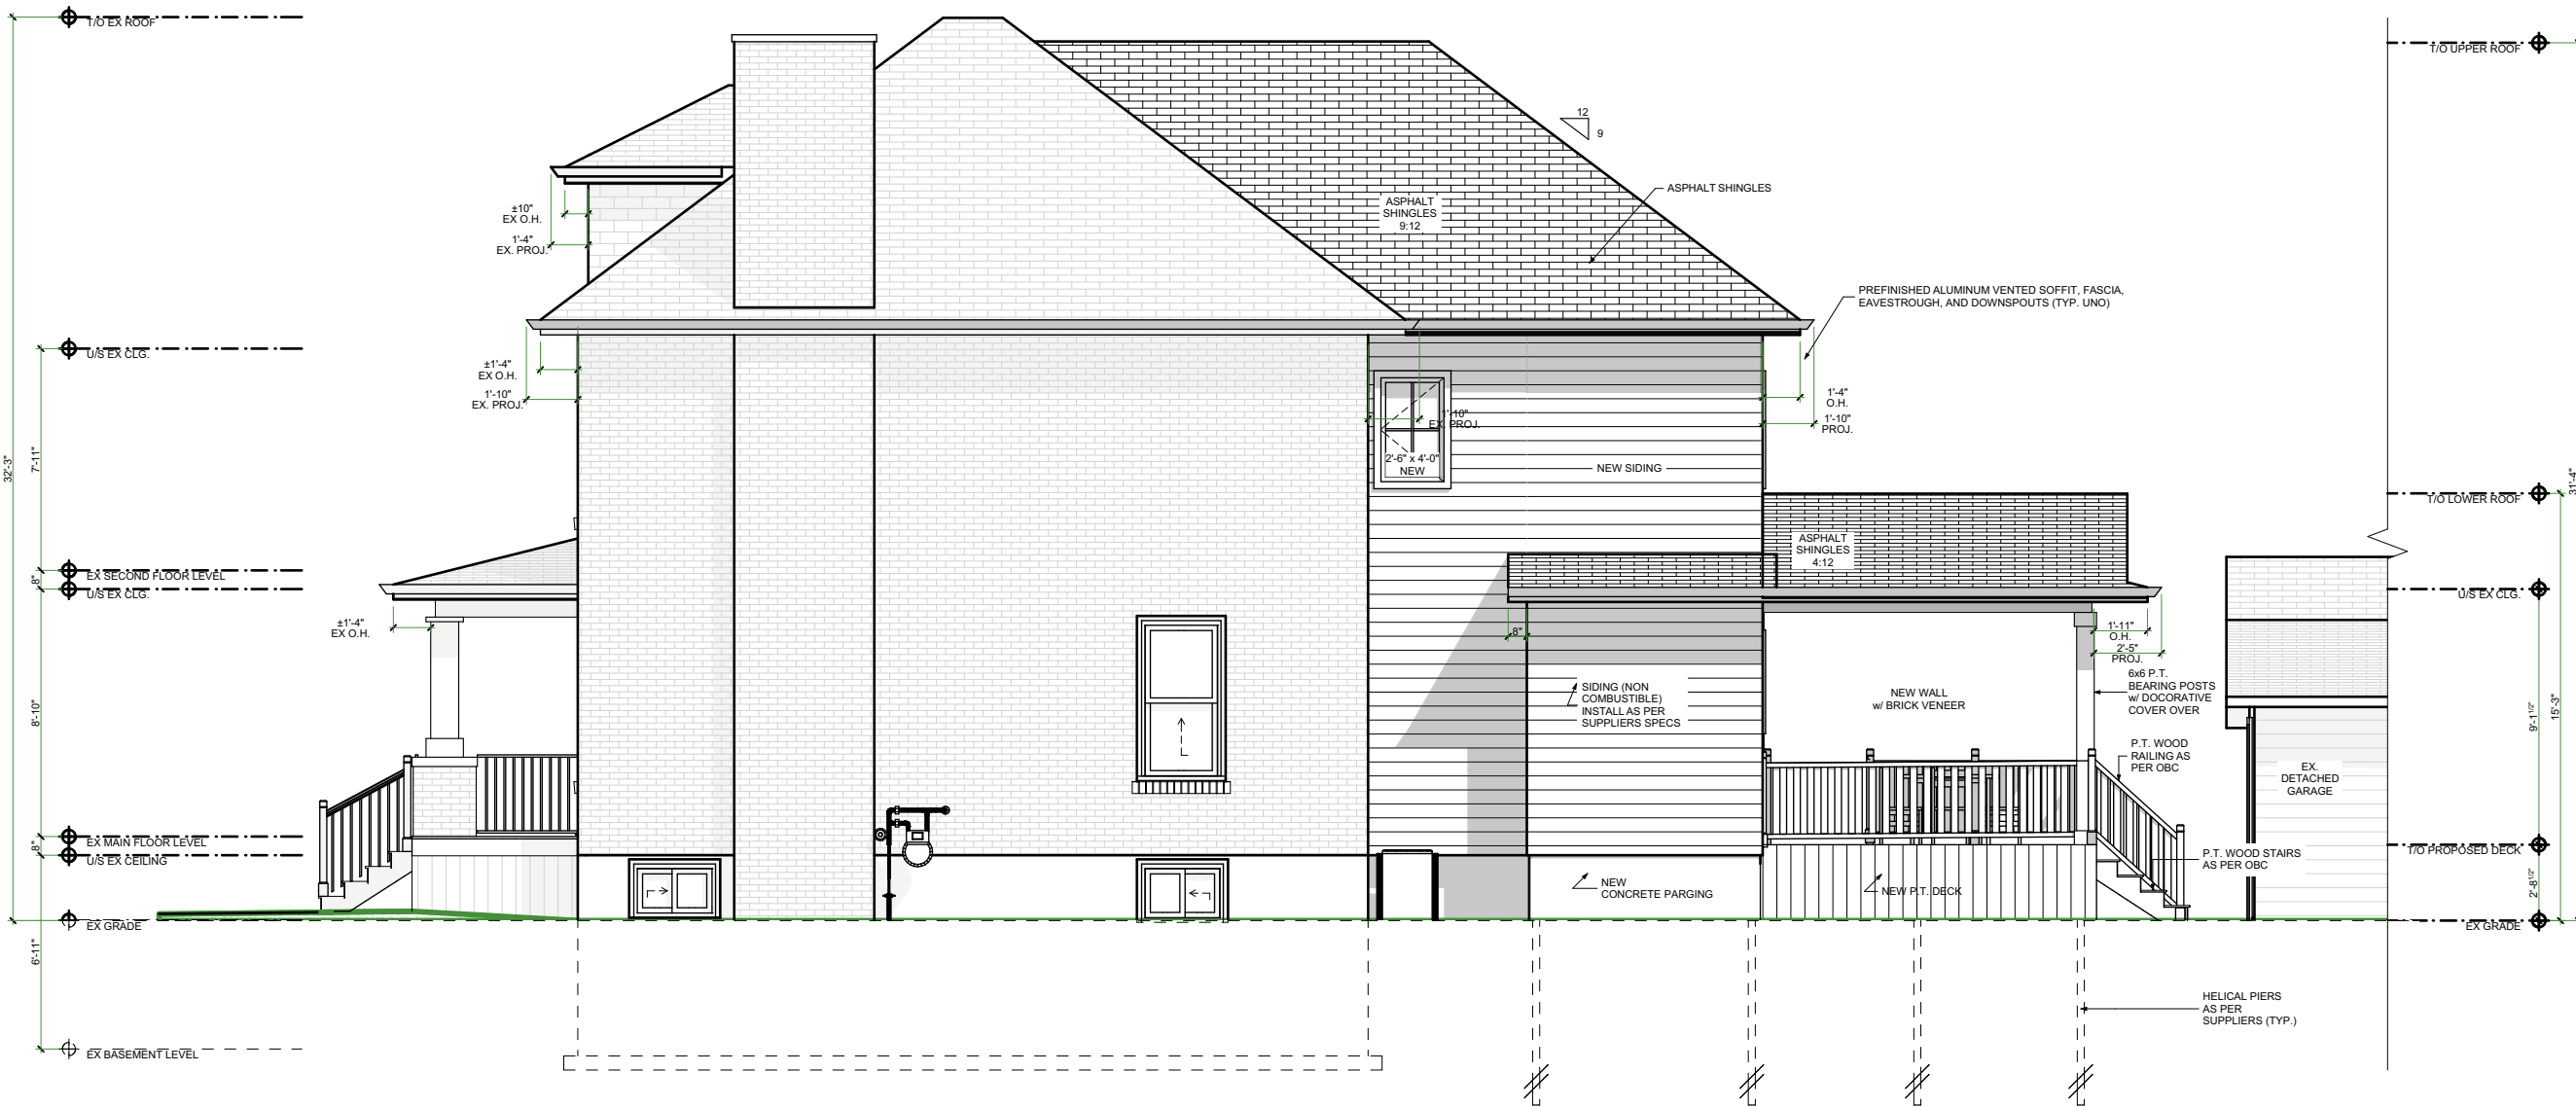 T/O EX ROOF
U/S EX CLG.
EX SECOND FLOOR LEVEL
U/S EX CLG.
EX MAIN FLOOR LEVEL
U/S EX CEILING
EX GRADE
EX BASEMENT LEVEL
32'-3"
7'-11"
8"
8'-10"
8"
6'-11"
±10"
EX O.H.
1'-4"
EX. PROJ.
±1'-4"
EX O.H.
1'-10"
EX. PROJ.
±1'-4"
EX O.H.
12
9
ASPHALT SHINGLES
ASPHALT
SHINGLES
9:12
PREFINISHED ALUMINUM VENTED SOFFIT, FASCIA,
EAVESTROUGH, AND DOWNSPOUTS (TYP. UNO)
1'-10"
EX. PROJ.
2'-6" x 4'-0"
NEW
NEW SIDING
1'-4"
O.H.
1'-10"
PROJ.
ASPHALT
SHINGLES
4:12
8"
SIDING (NON
COMBUSTIBLE)
INSTALL AS PER
SUPPLIERS SPECS
NEW WALL
w/ BRICK VENEER
1'-11"
O.H.
2'-5"
PROJ.
6x6 P.T.
BEARING POSTS
w/ DOCORATIVE
COVER OVER
P.T. WOOD
RAILING AS
PER OBC
EX.
DETACHED
GARAGE
P.T. WOOD STAIRS
AS PER OBC
NEW
CONCRETE PARGING
NEW P.T. DECK
HELICAL PIERS
AS PER
SUPPLIERS (TYP.)
T/O UPPER ROOF
T/O LOWER ROOF
U/S EX CLG.
T/O PROPOSED DECK
EX GRADE
31'-4"
15'-3"
9'-1 1/2"
2'-8 1/2"